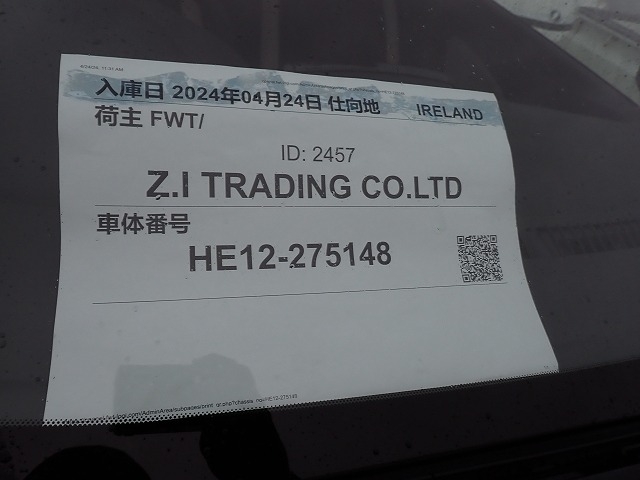 入庫日 2024年04月24日 仕向地 IRELAND
荷主 FWT/
ID: 2457
Z.I TRADING CO.LTD
車体番号
HE12-275148